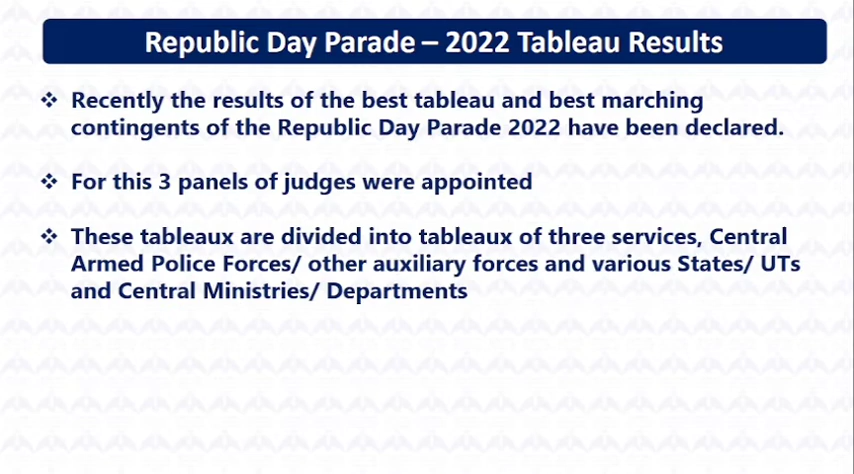 Republic Day Parade – 2022 Tableau Results
❖ Recently the results of the best tableau and best marching
contingents of the Republic Day Parade 2022 have been declared.
❖ For this 3 panels of judges were appointed
❖ These tableaux are divided into tableaux of three services, Central
Armed Police Forces/ other auxiliary forces and various States/ UTs
and Central Ministries/ Departments